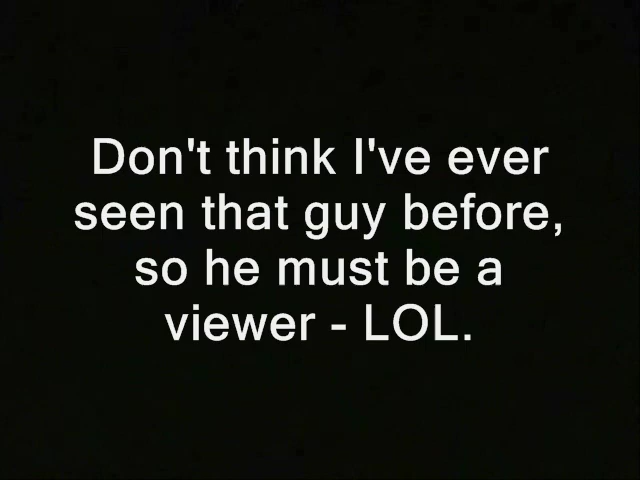 Don't think I've ever
seen that guy before,
so he must be a
viewer - LOL.